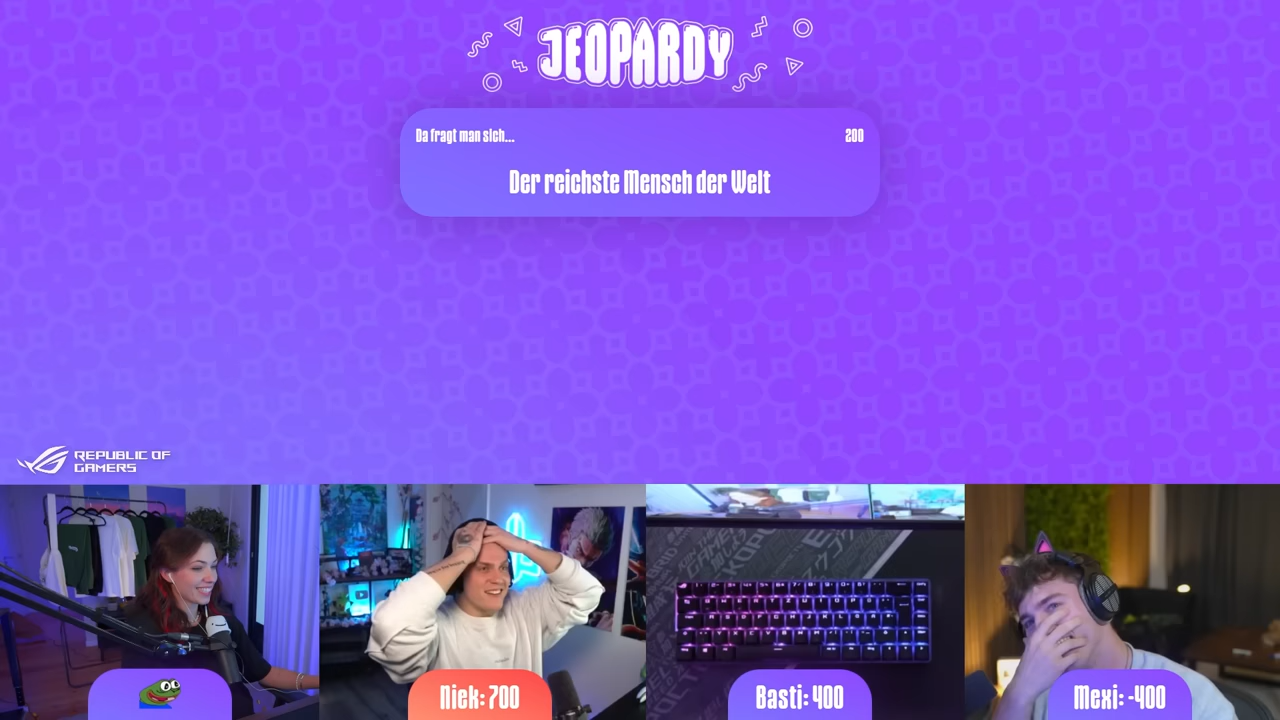 JEOPARDY
Da fragt man sich...
200
Der reichste Mensch der Welt
REPUBLIC OF
GAMERS
Niek: 700
Basti: 400
Mexi: -400